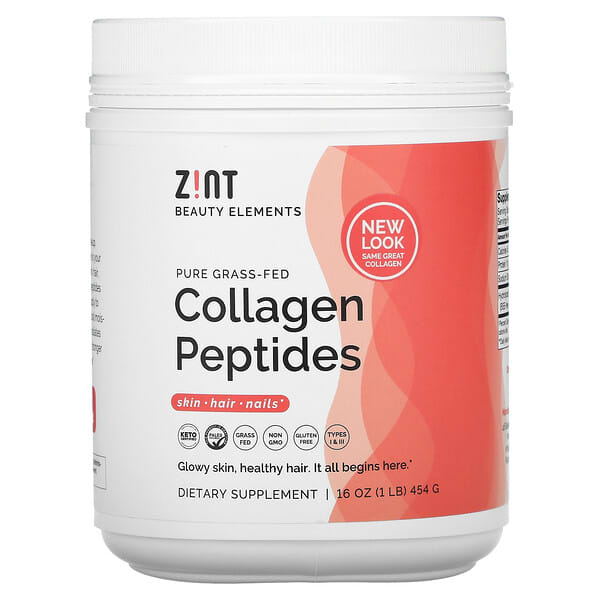 Z!NT
BEAUTY ELEMENTS
NEW
LOOK
SAME GREAT
COLLAGEN
PURE GRASS-FED
Collagen
Peptides
skin • hair • nails*
KETO
PALEO
GRASS
FED
NON
GMO
GLUTEN
FREE
TYPES
I & III
Glowy skin, healthy hair. It all begins here.*
DIETARY SUPPLEMENT | 16 OZ (1 LB) 454 G